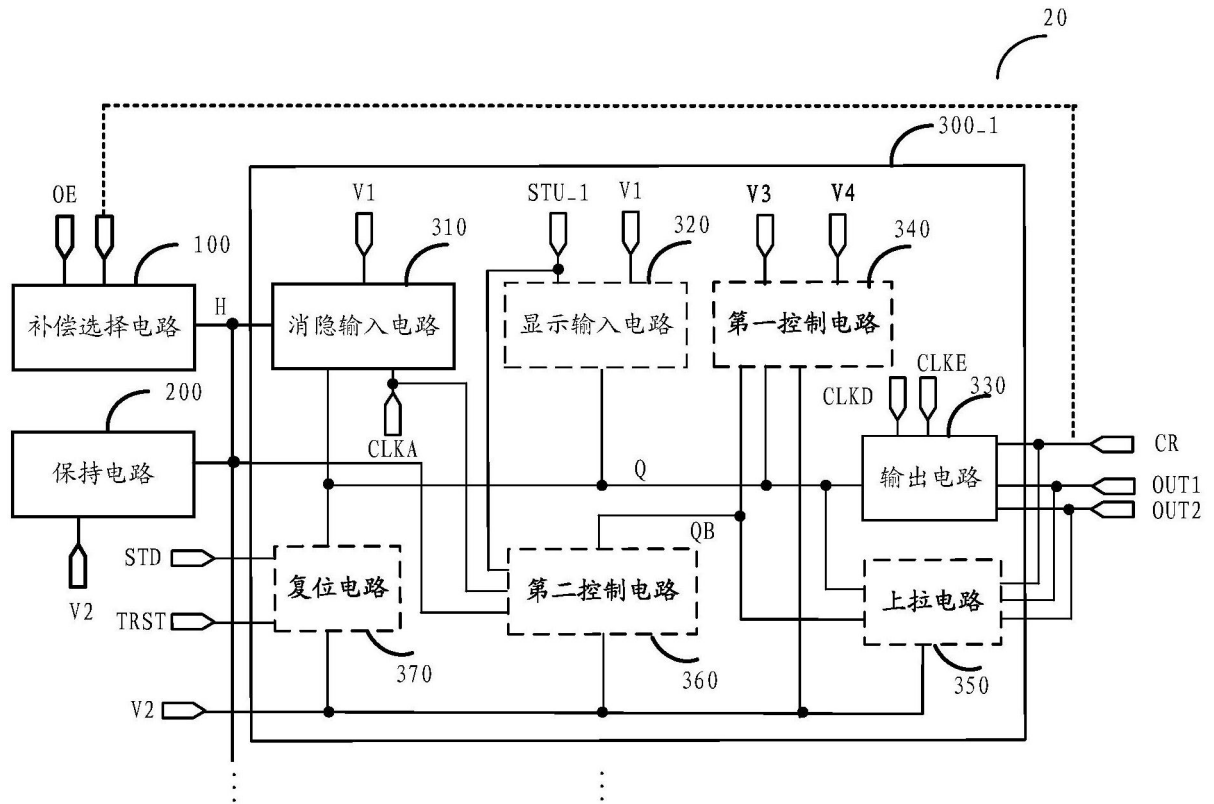 20
300_1
OE
V1
STU_1
V1
V3
V4
100
310
320
340
补偿选择电路
H
消隐输入电路
显示输入电路
第一控制电路
200
CLKA
CLKD
CLKE
330
保持电路
Q
输出电路
CR
OUT1
OUT2
QB
STD
复位电路
第二控制电路
上拉电路
V2
TRST
370
360
350
V2